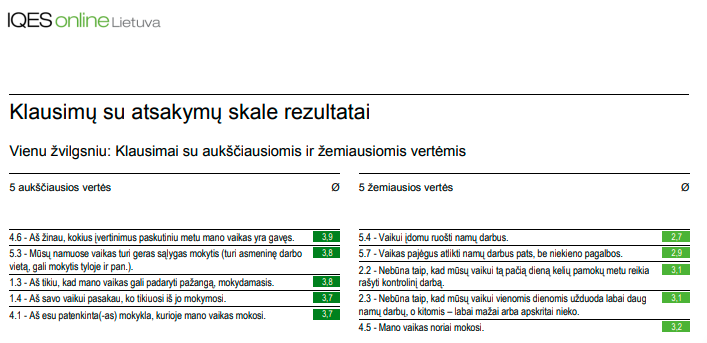 IQES online Lietuva
Klausimų su atsakymų skale rezultatai
Vienu žvilgsniu: Klausimai su aukščiausiomis ir žemiausiomis vertėmis
5 aukščiausios vertės Ø
4.6 - Aš žinau, kokius įvertinimus paskutiniu metu mano vaikas yra gavęs. 3,9
5.3 - Mūsų namuose vaikas turi geras sąlygas mokytis (turi asmeninę darbo 3,8
vietą, gali mokytis tyloje ir pan.).
1.3 - Aš tikiu, kad mano vaikas gali padaryti pažangą, mokydamasis. 3,8
1.4 - Aš savo vaikui pasakau, ko tikiuosi iš jo mokymosi. 3,7
4.1 - Aš esu patenkinta(-as) mokykla, kurioje mano vaikas mokosi. 3,7
5 žemiausios vertės Ø
5.4 - Vaikui įdomu ruošti namų darbus. 2,7
5.7 - Vaikas pajėgus atlikti namų darbus pats, be niekieno pagalbos. 2,9
2.2 - Nebūna taip, kad mūsų vaikui tą pačią dieną kelių pamokų metu reikia 3,1
rašyti kontrolinį darbą.
2.3 - Nebūna taip, kad mūsų vaikui vienomis dienomis užduoda labai daug 3,1
namų darbų, o kitomis – labai mažai arba apskritai nieko.
4.5 - Mano vaikas noriai mokosi. 3,2